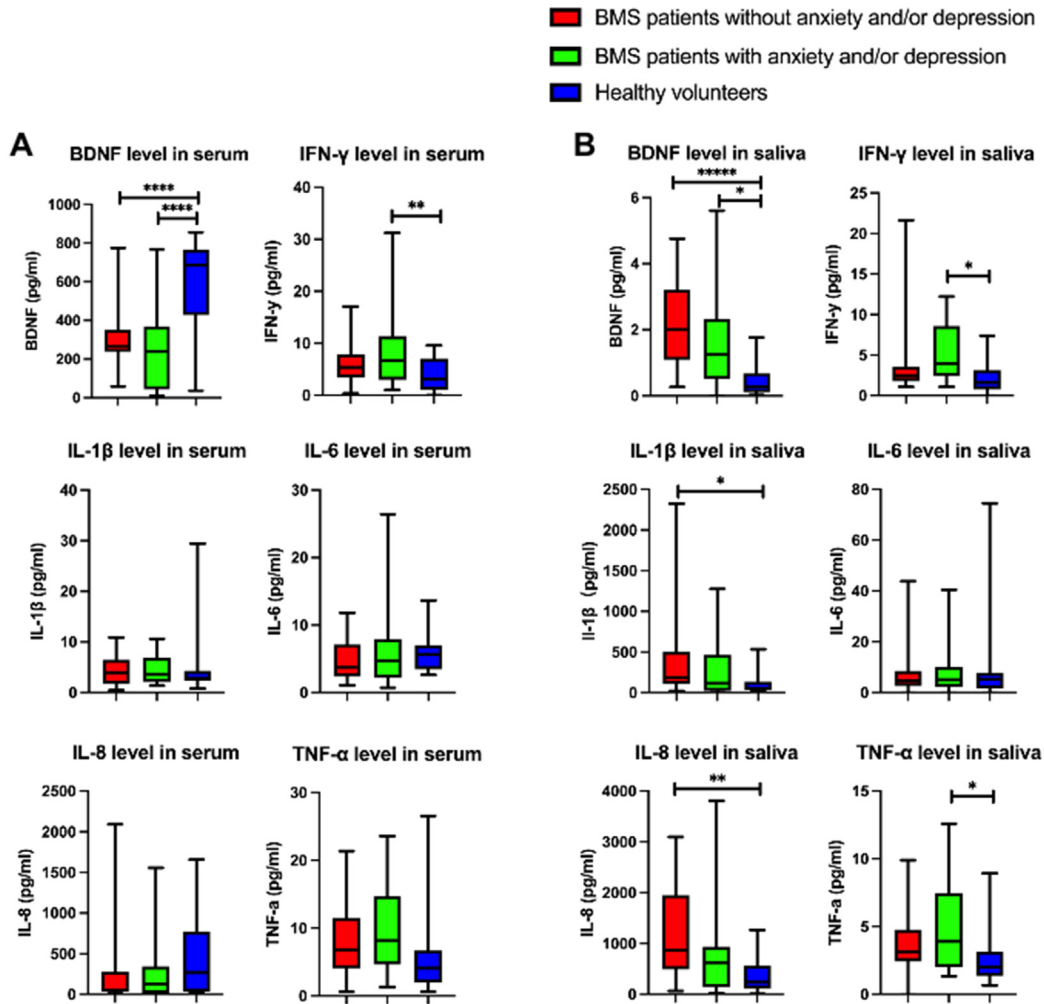 BMS patients without anxiety and/or depression
BMS patients with anxiety and/or depression
Healthy volunteers
A
BDNF level in serum
BDNF (pg/ml)
1000
800
600
400
200
0
****
****
IFN-γ level in serum
IFN-y (pg/ml)
40
30
20
10
0
**
IL-1β level in serum
IL-1β (pg/ml)
40
30
20
10
0
IL-6 level in serum
IL-6 (pg/ml)
30
20
10
0
IL-8 level in serum
IL-8 (pg/ml)
2500
2000
1500
1000
500
0
TNF-α level in serum
TNF-a (pg/ml)
30
20
10
0
B
BDNF level in saliva
BDNF (pg/ml)
6
4
2
0
*****
*
IFN-γ level in saliva
IFN-y (pg/ml)
25
20
15
10
5
0
*
IL-1β level in saliva
Il-1β (pg/ml)
2500
2000
1500
1000
500
0
*
IL-6 level in saliva
IL-6 (pg/ml)
80
60
40
20
0
IL-8 level in saliva
IL-8 (pg/ml)
4000
3000
2000
1000
0
**
TNF-α level in saliva
TNF-a (pg/ml)
15
10
5
0
*